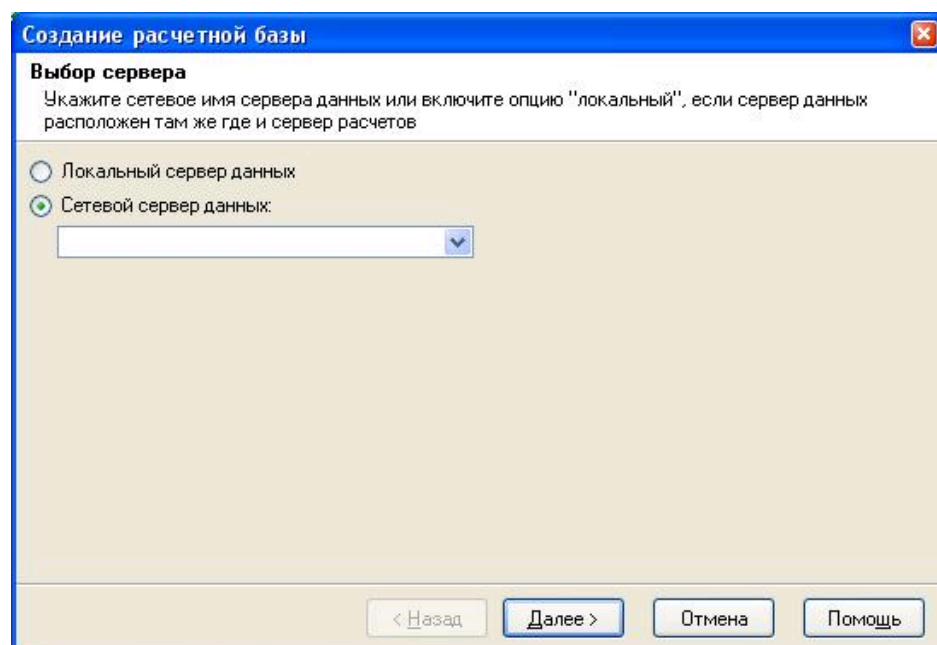 Создание расчетной базы
Выбор сервера
Укажите сетевое имя сервера данных или включите опцию "локальный", если сервер данных
расположен там же где и сервер расчетов
Локальный сервер данных
Сетевой сервер данных:
< Назад   Далее >   Отмена   Помощь